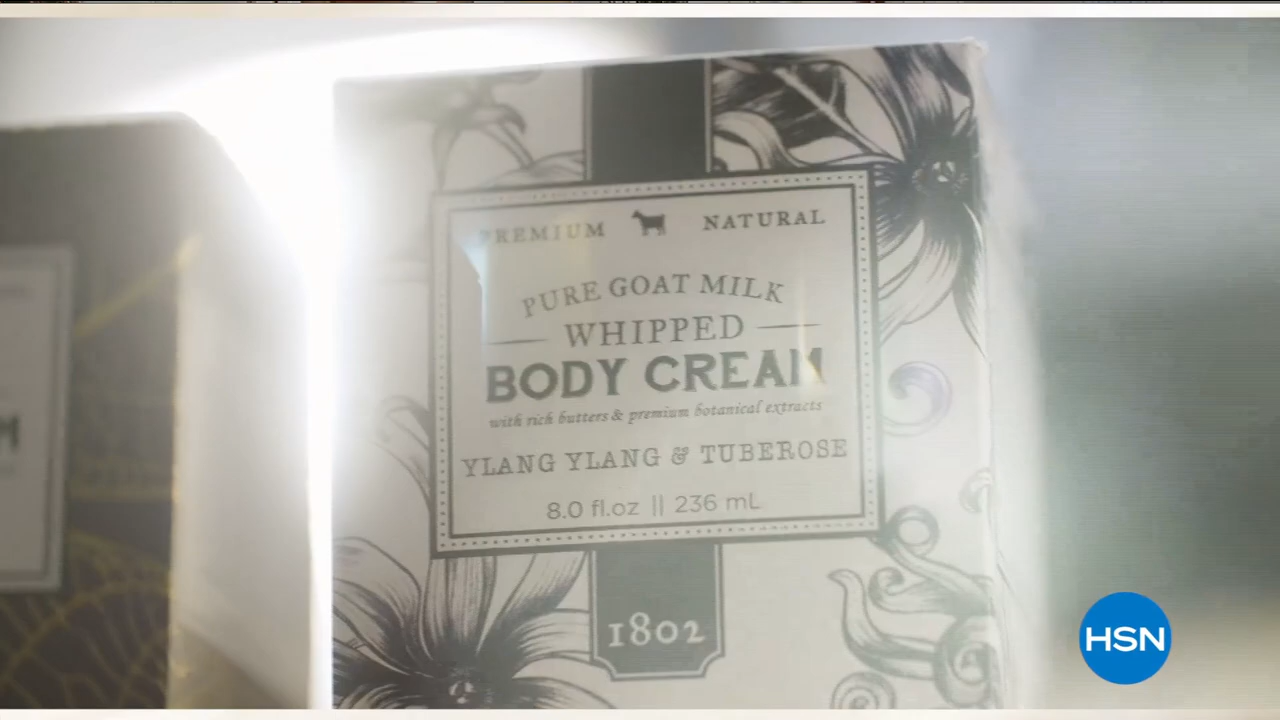 PREMIUM NATURAL
PURE GOAT MILK
WHIPPED
BODY CREAM
with rich butters & premium botanical extracts
YLANG YLANG & TUBEROSE
8.0 fl.oz || 236 mL
1802
HSN